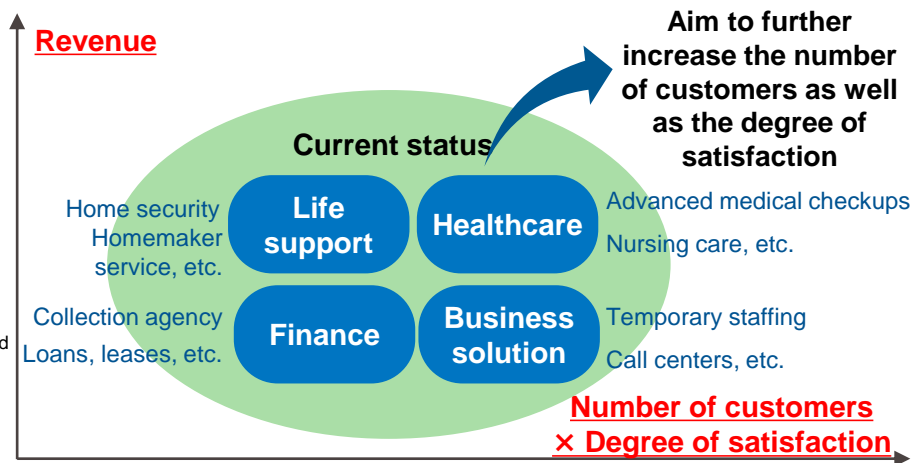 Revenue
Aim to further
increase the number
of customers as well
as the degree of
satisfaction
Current status
Home security
Homemaker
service, etc.
Life
support
Healthcare
Advanced medical checkups
Nursing care, etc.
Collection agency
Loans, leases, etc.
Finance
Business
solution
Temporary staffing
Call centers, etc.
Number of customers
× Degree of satisfaction